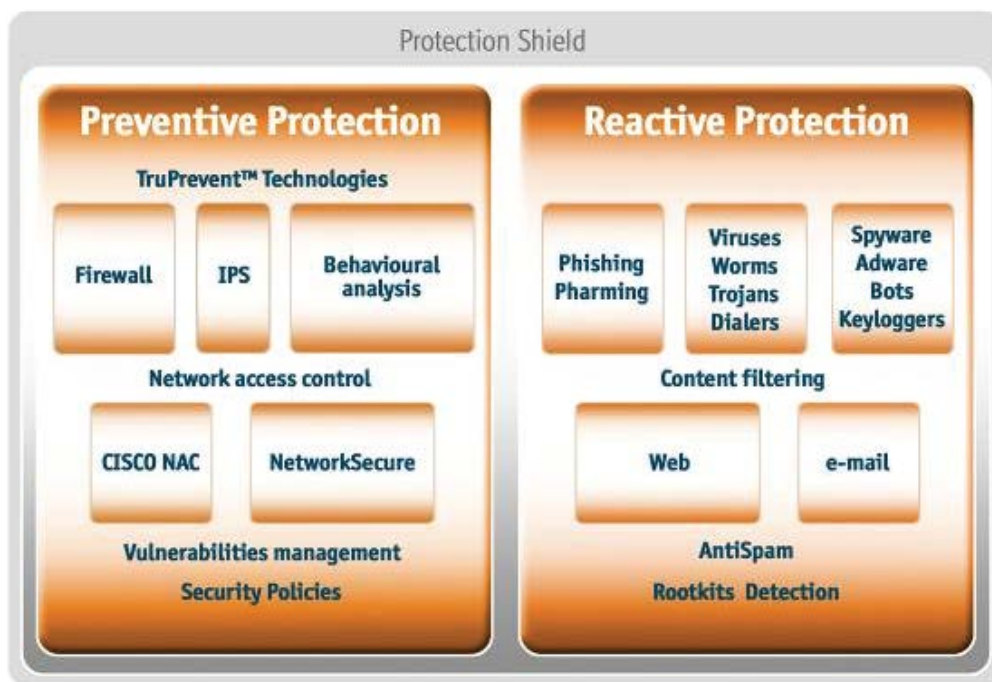 Protection Shield
Preventive Protection
TruPrevent™ Technologies
Firewall
IPS
Behavioural
analysis
Network access control
CISCO NAC
NetworkSecure
Vulnerabilities management
Security Policies
Reactive Protection
Phishing
Pharming
Viruses
Worms
Trojans
Dialers
Spyware
Adware
Bots
Keyloggers
Content filtering
Web
e-mail
AntiSpam
Rootkits Detection